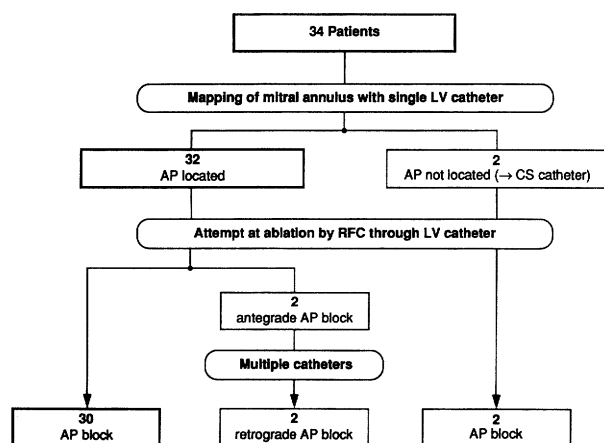 34 Patients
Mapping of mitral annulus with single LV catheter
32
AP located
2
AP not located (→ CS catheter)
Attempt at ablation by RFC through LV catheter
2
antegrade AP block
Multiple catheters
30
AP block
2
retrograde AP block
2
AP block